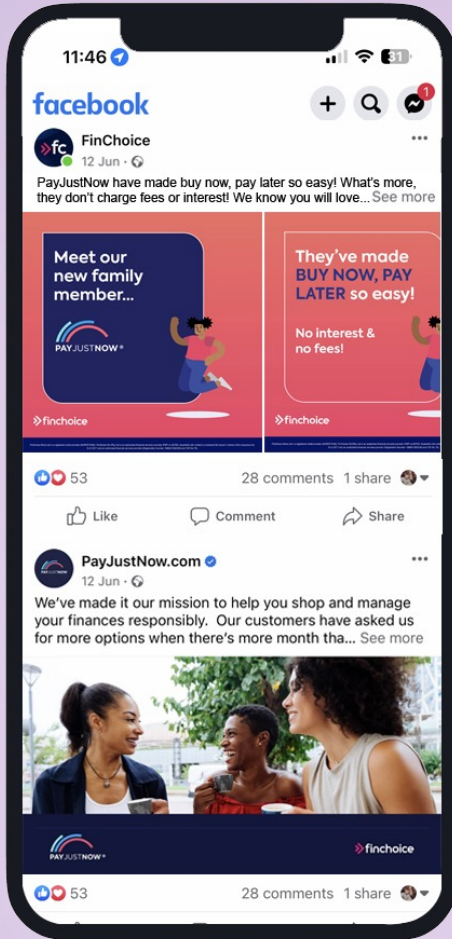 11:46
31
facebook
1
fc
FinChoice
12 Jun ·
PayJustNow have made buy now, pay later so easy! What's more,
they don't charge fees or interest! We know you will love... See more
Meet our
new family
member...
PAYJUSTNOW®
finchoice
They've made
BUY NOW, PAY
LATER so easy!
No interest &
no fees!
finchoice
53
28 comments 1 share
Like
Comment
Share
PAYJUSTNOW
PayJustNow.com
12 Jun ·
We've made it our mission to help you shop and manage
your finances responsibly. Our customers have asked us
for more options when there's more month tha... See more
PAYJUSTNOW®
finchoice
53
28 comments 1 share